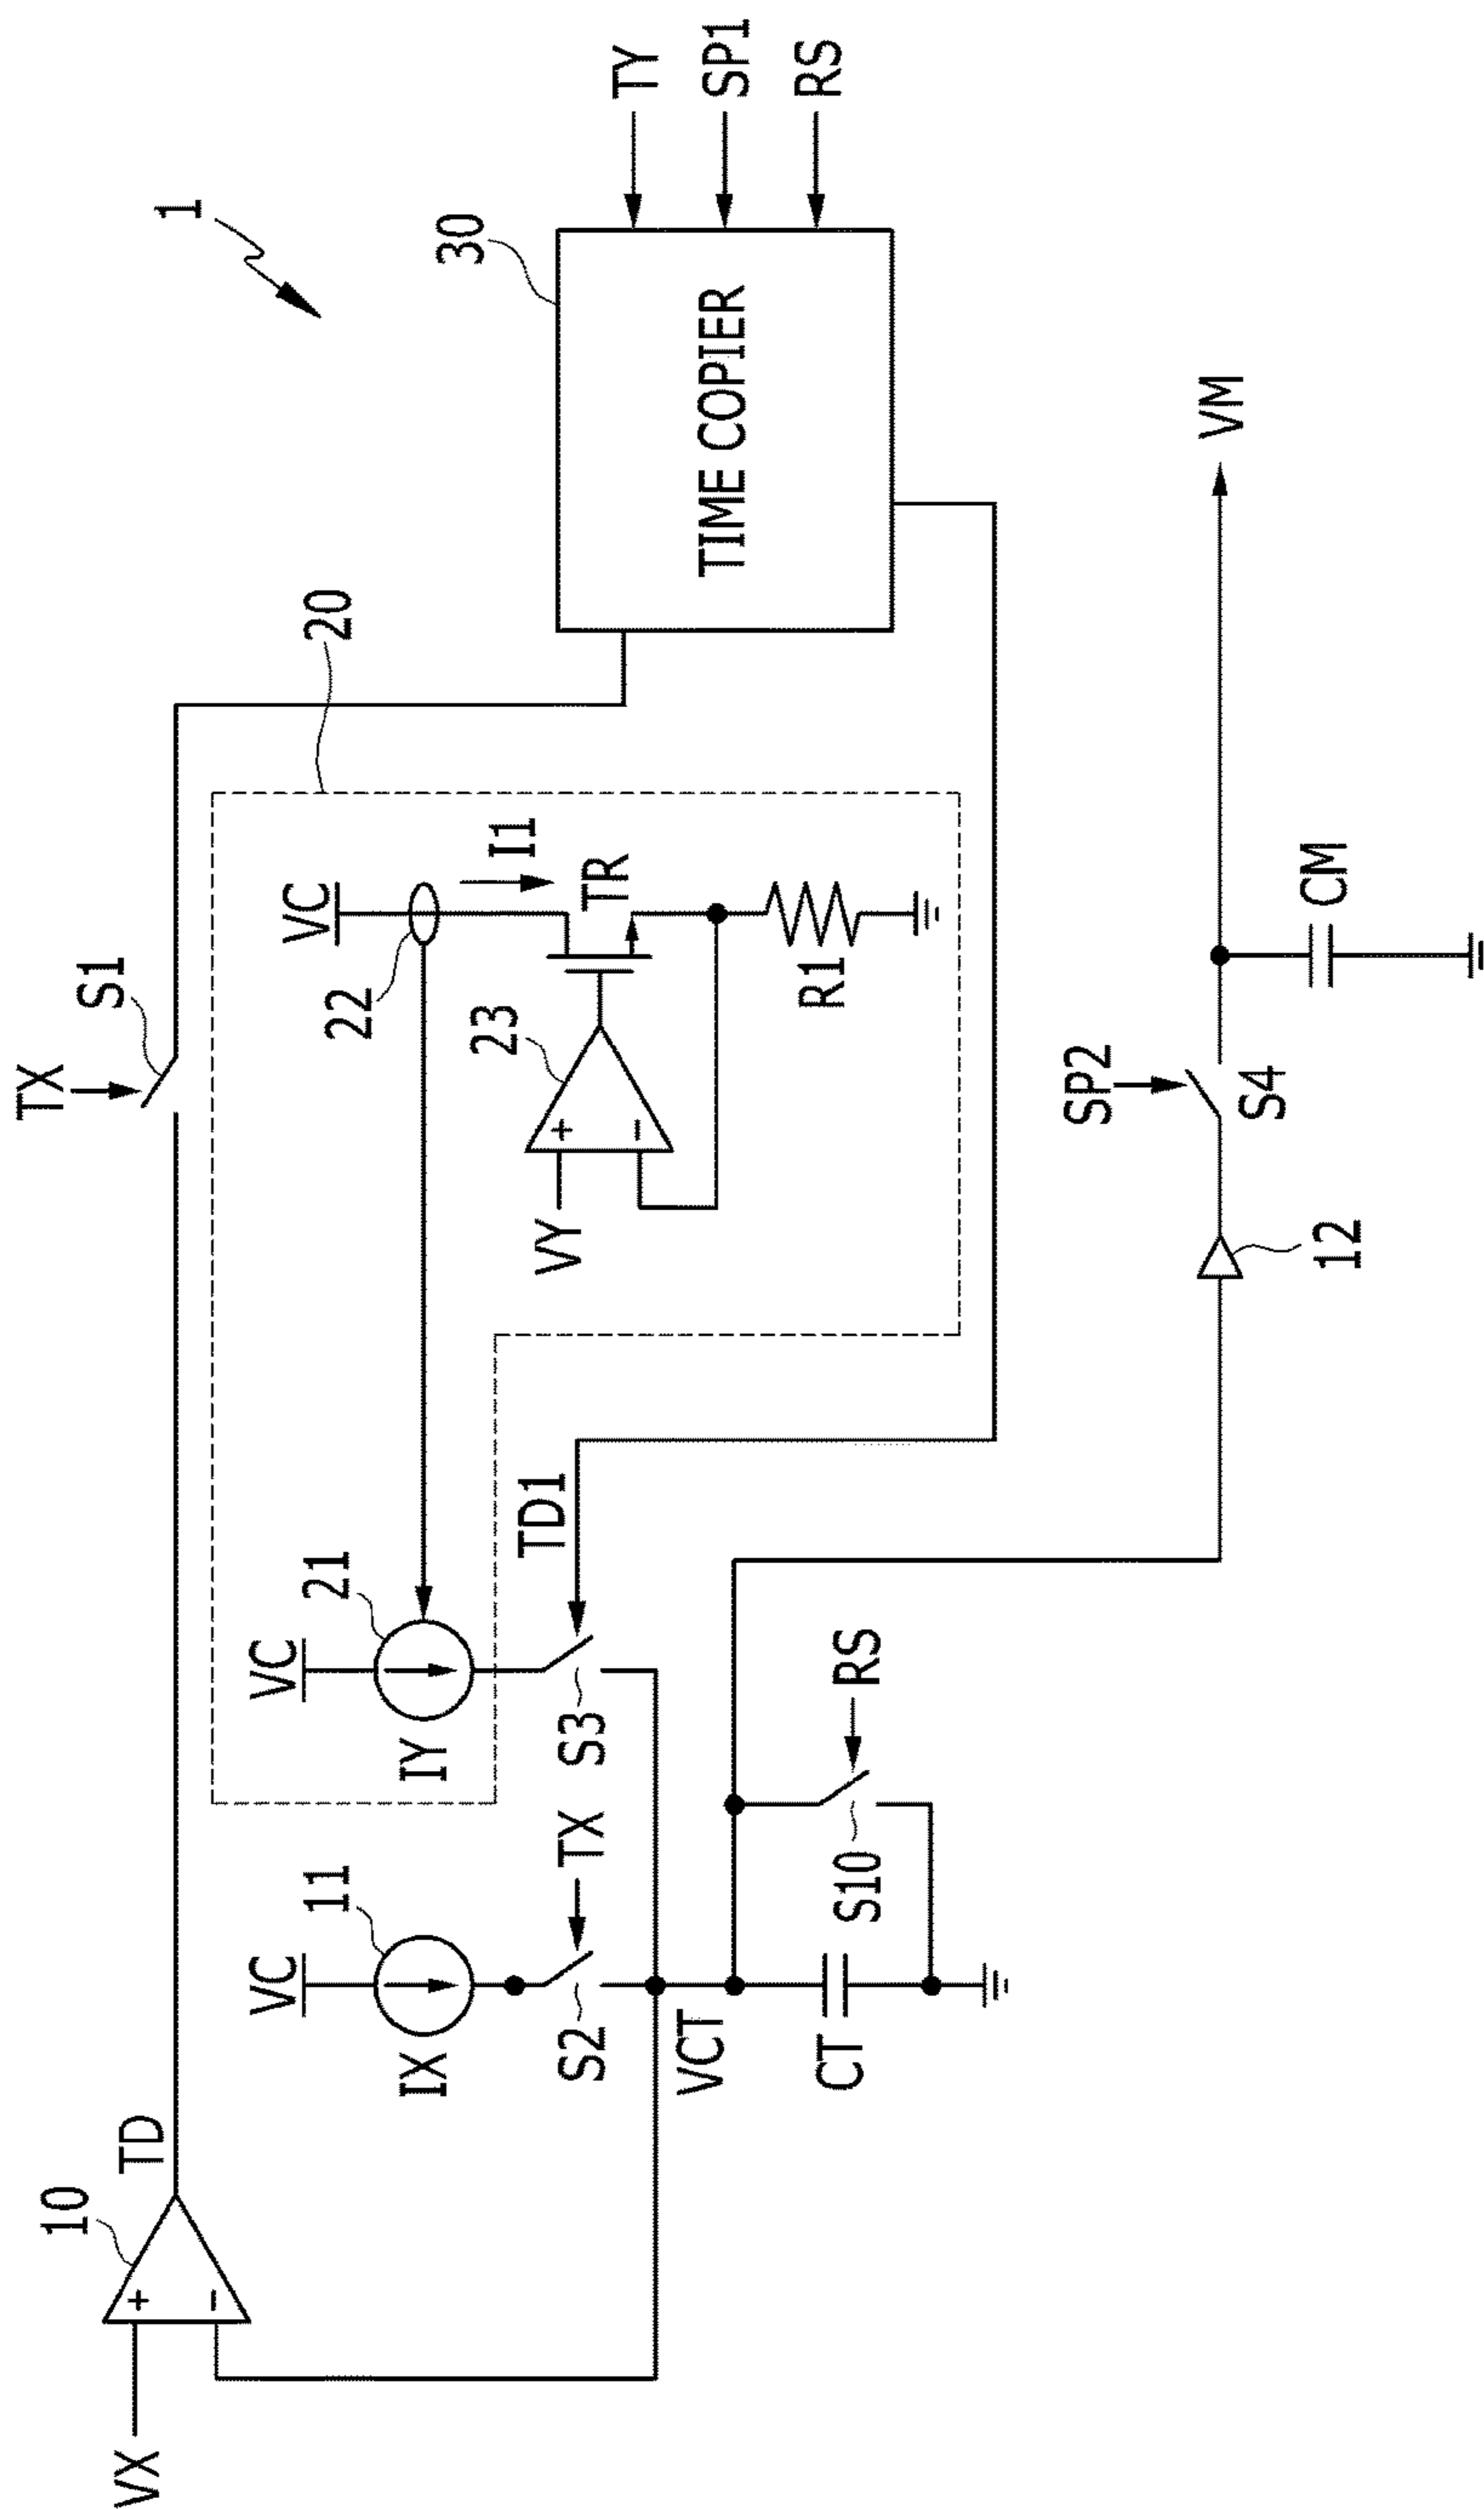 1
TX
S1
10
TD
VX
+
-
20
VC
11
IX
VC
21
IY
22
VC
I1
23
VY
+
-
TR
R1
30
TIME COPIER
TY
SP1
RS
S2
TX
S3
TD1
VCT
CT
S10
RS
12
SP2
S4
CM
VM